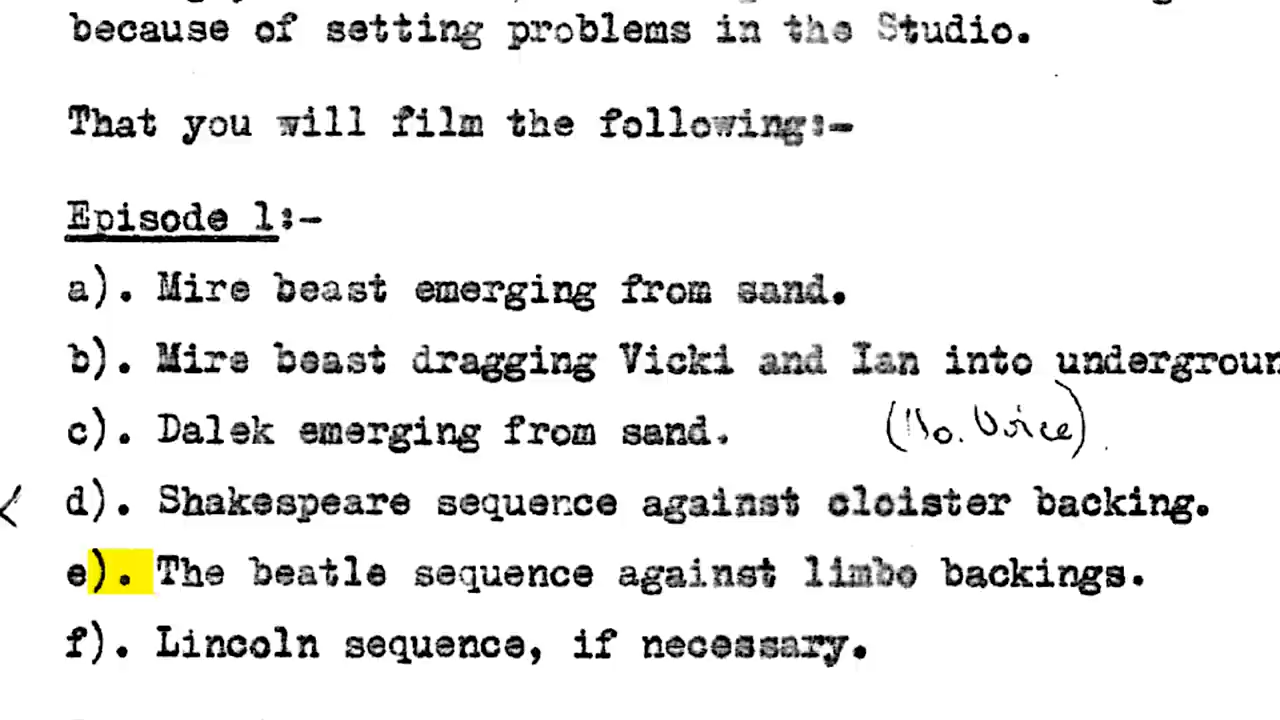 because of setting problems in the Studio.
That you will film the following:-
Episode 1:-
a). Mire beast emerging from sand.
b). Mire beast dragging Vicki and Ian into undergroun
c). Dalek emerging from sand. (No. Voice).
d). Shakespeare sequence against cloister backing.
e). The beatle sequence against limbo backings.
f). Lincoln sequence, if necessary.